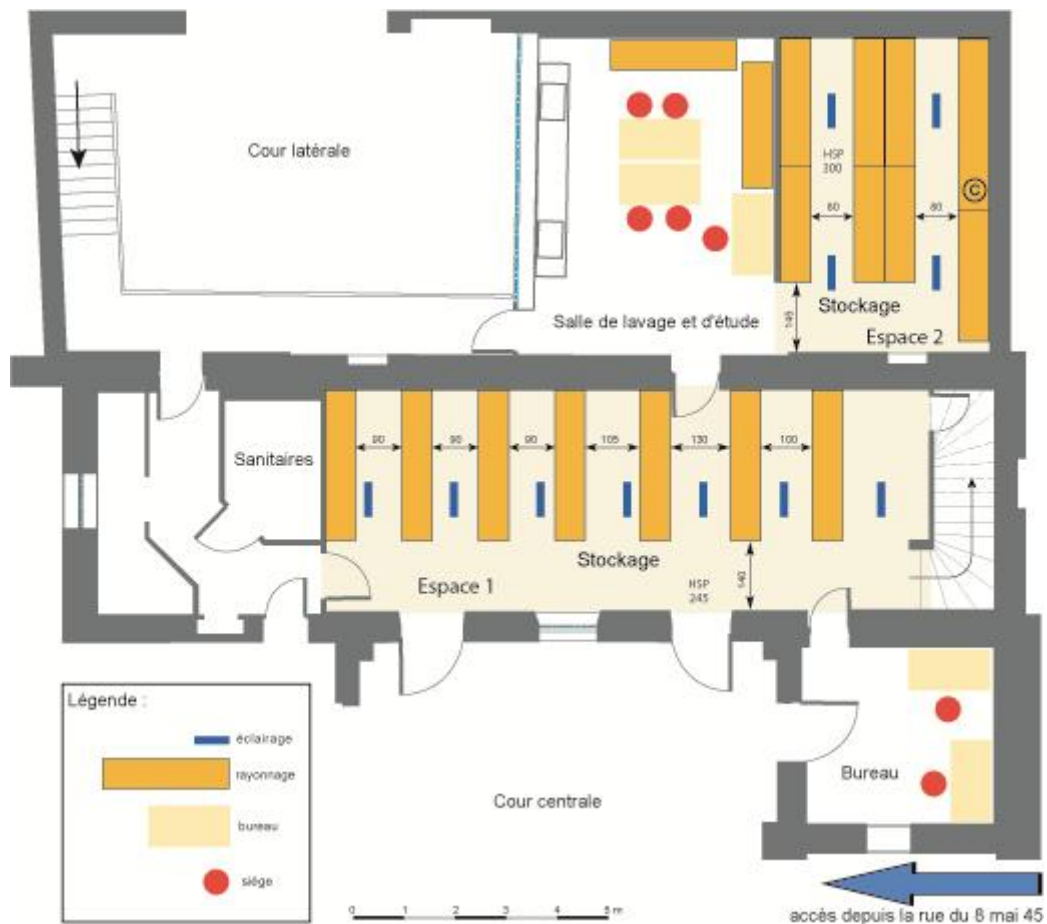 Cour latérale
HSP
300
C
80
80
Stockage
145
Salle de lavage et d'étude
Espace 2
90
90
90
105
130
100
Sanitaires
Stockage
Espace 1
HSP
245
140
Légende :
éclairage
rayonnage
bureau
siège
Bureau
Cour centrale
0 1 2 3 4 5 m
accès depuis la rue du 8 mai 45